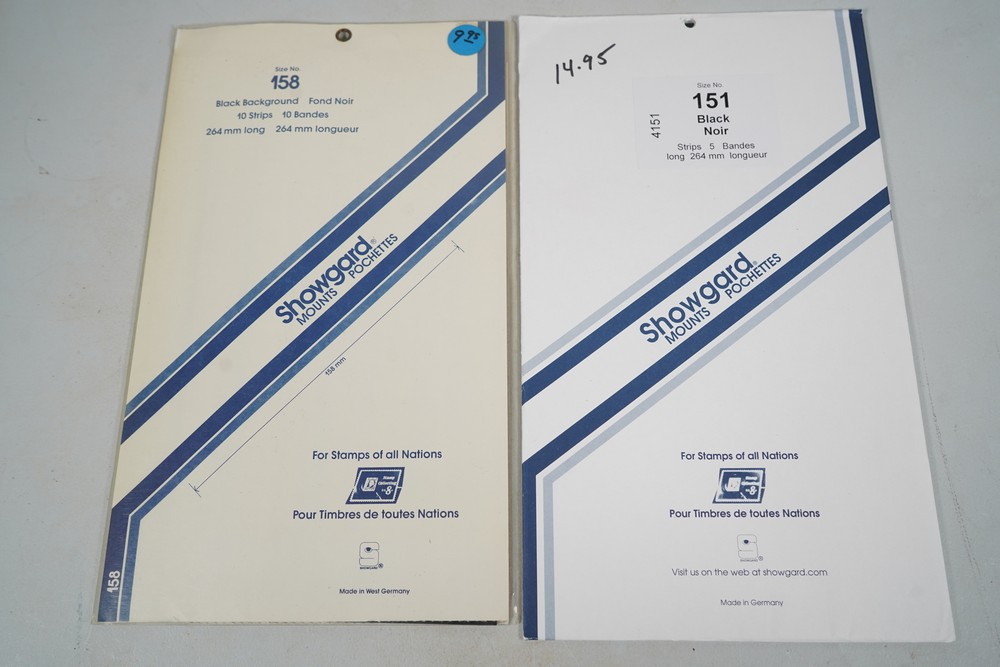 9.95
Size No.
158
Black Background Fond Noir
10 Strips 10 Bandes
264 mm long 264 mm longueur
Showgard®
MOUNTS POCHETTES
158 mm
For Stamps of all Nations
Pour Timbres de toutes Nations
SHOWGARD®
Made in West Germany
158
14.95
4151
Size No.
151
Black
Noir
Strips 5 Bandes
long 264 mm longueur
Showgard®
MOUNTS POCHETTES
For Stamps of all Nations
Pour Timbres de toutes Nations
SHOWGARD®
Visit us on the web at showgard.com
Made in Germany